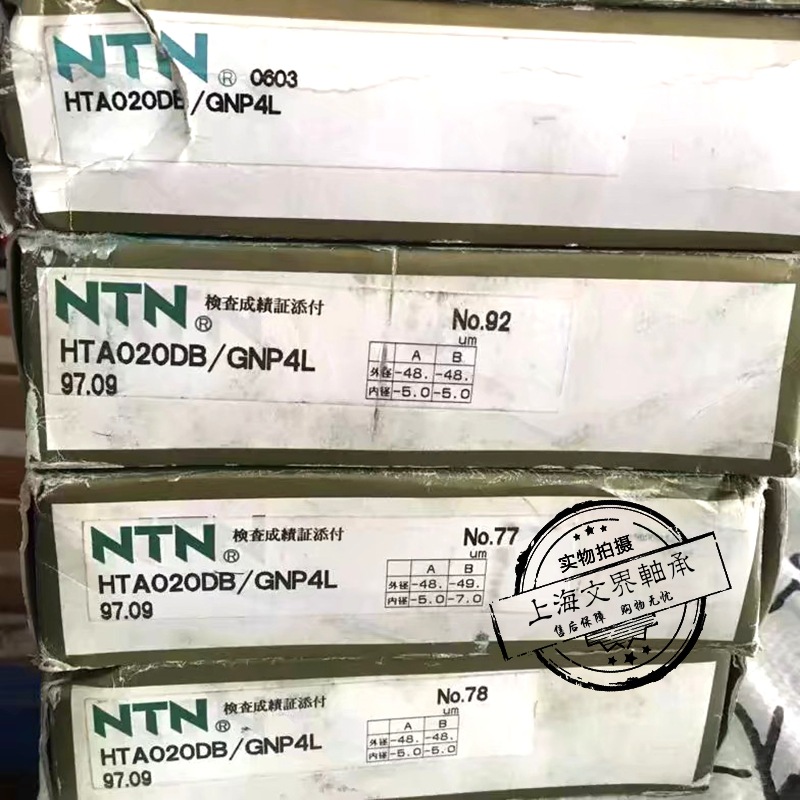 NTN ® 0603
HTA020DB/GNP4L
NTN ® 検査成績証添付 No.92
HTA020DB/GNP4L
97.09
um
A B
外径 -48. -48.
内径 -5.0 -5.0
NTN ® 検査成績証添付 No.77
HTA020DB/GNP4L
97.09
um
A B
外径 -48. -49.
内径 -5.0 -7.0
实物拍摄
上海文界軸承
售后保障 购物无忧
NTN ® 検査成績証添付 No.78
HTA020DB/GNP4L
97.09
um
A B
外径 -48. -48.
内径 -5.0 -5.0